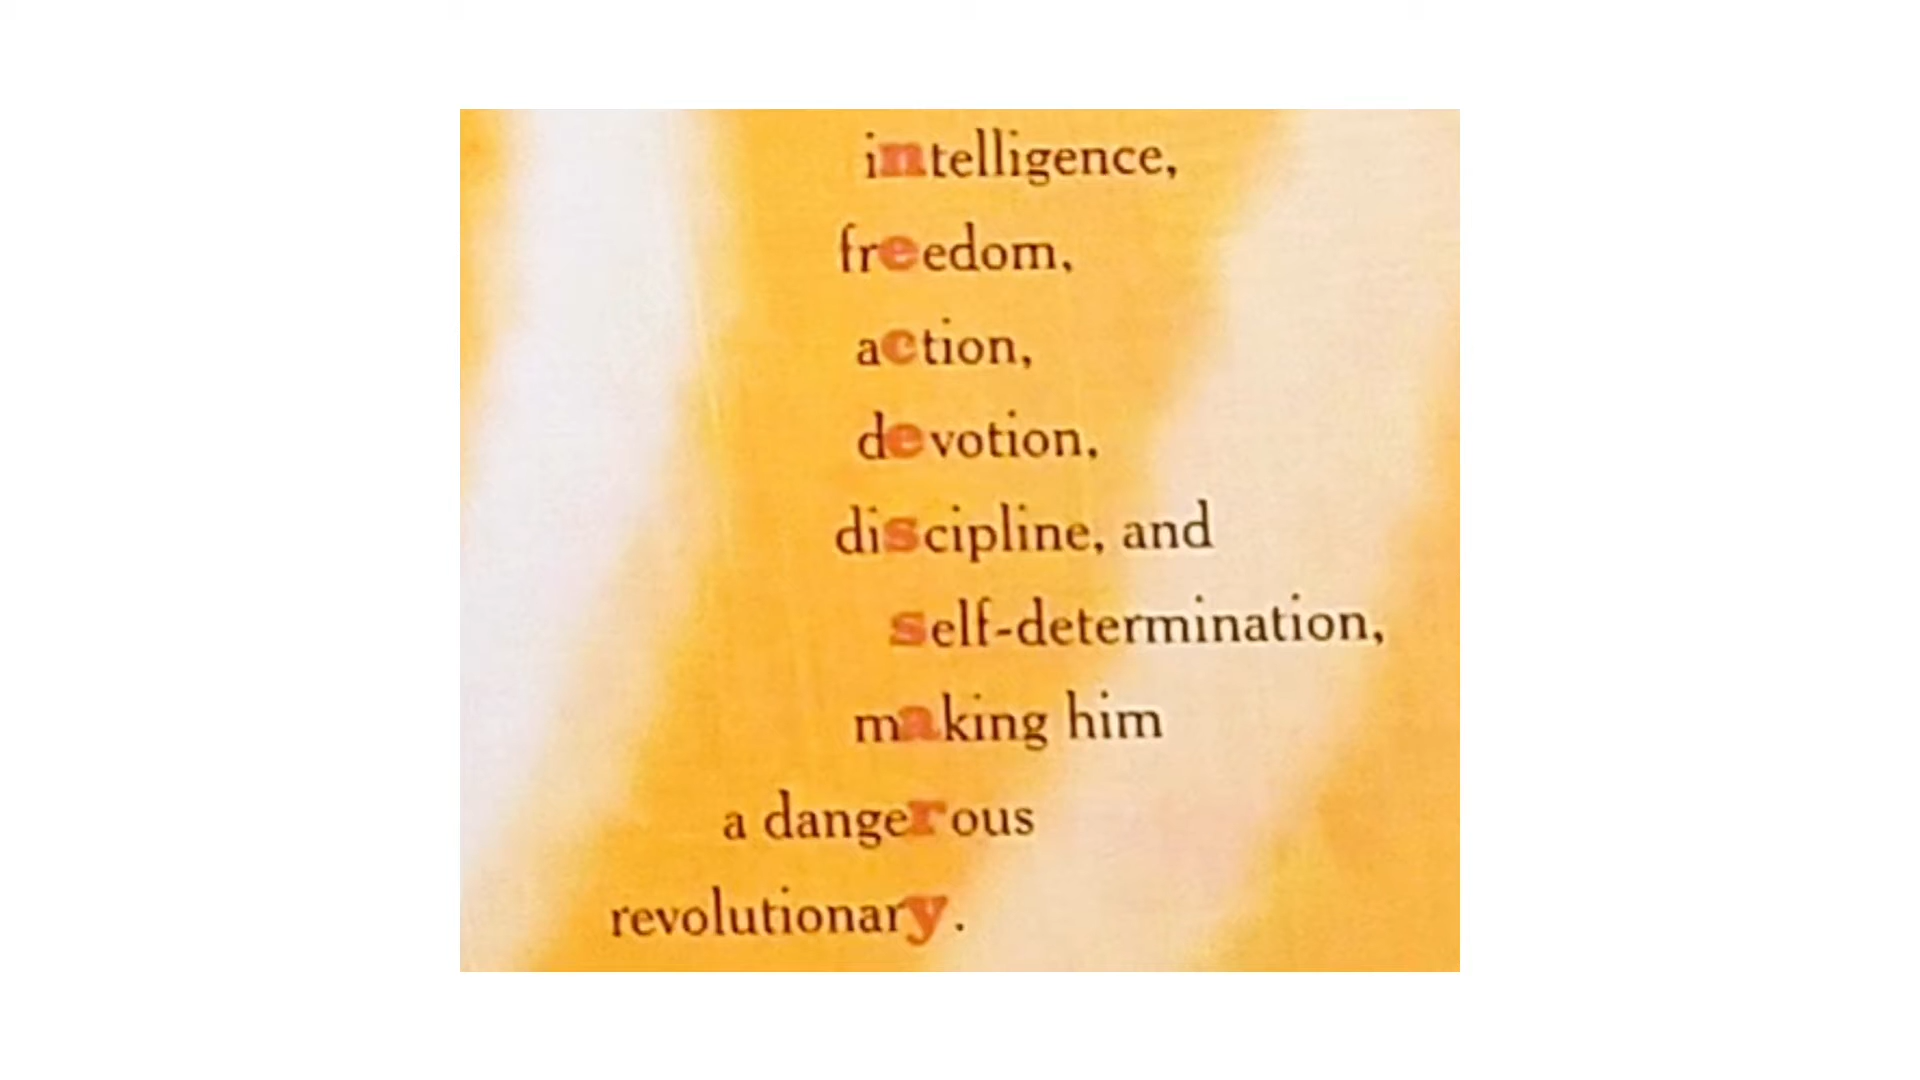 intelligence,
freedom,
action,
devotion,
discipline, and
self-determination,
making him
a dangerous
revolutionary.